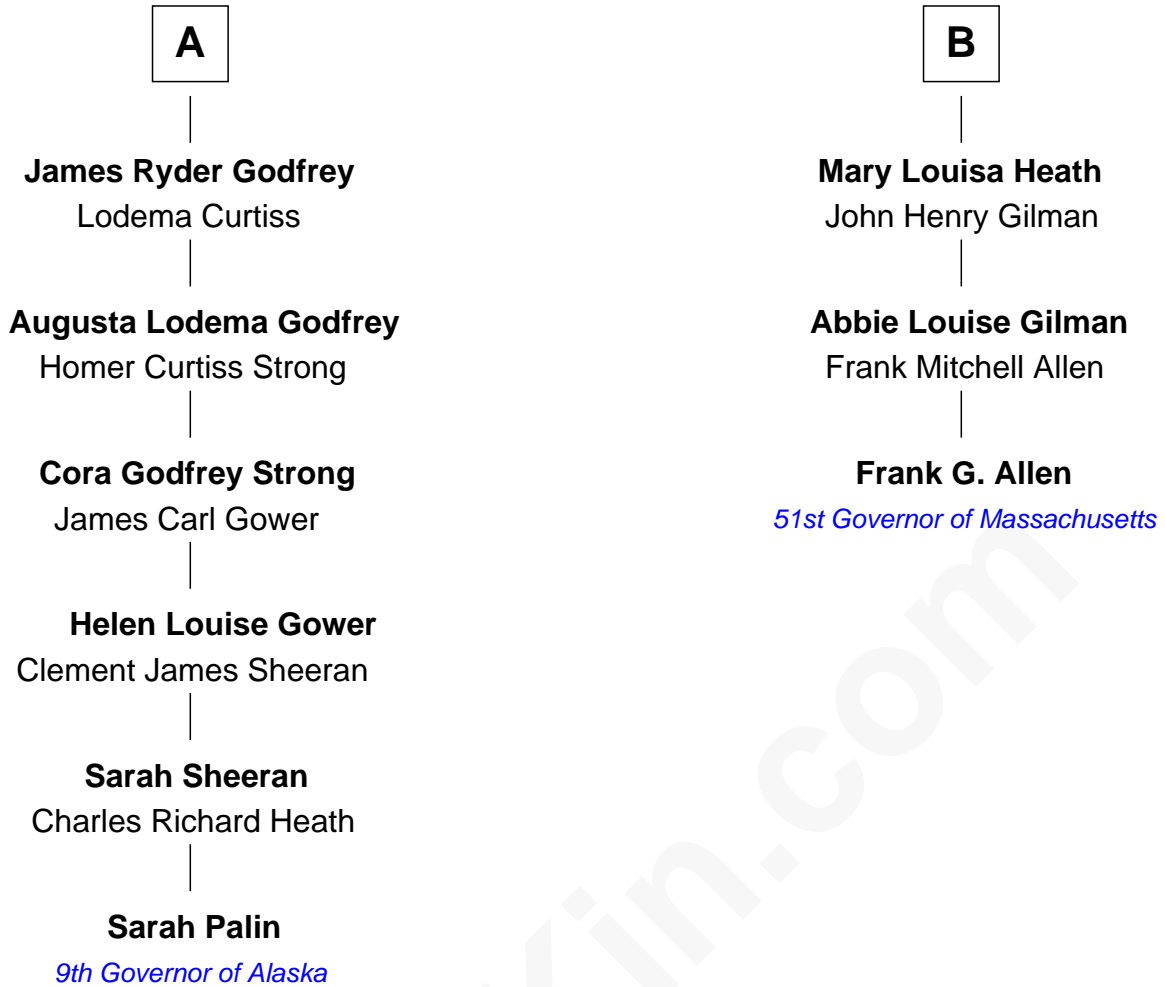 A
James Ryder Godfrey
Lodema Curtiss
Augusta Lodema Godfrey
Homer Curtiss Strong
Cora Godfrey Strong
James Carl Gower
Helen Louise Gower
Clement James Sheeran
Sarah Sheeran
Charles Richard Heath
Sarah Palin
9th Governor of Alaska
B
Mary Louisa Heath
John Henry Gilman
Abbie Louise Gilman
Frank Mitchell Allen
Frank G. Allen
51st Governor of Massachusetts